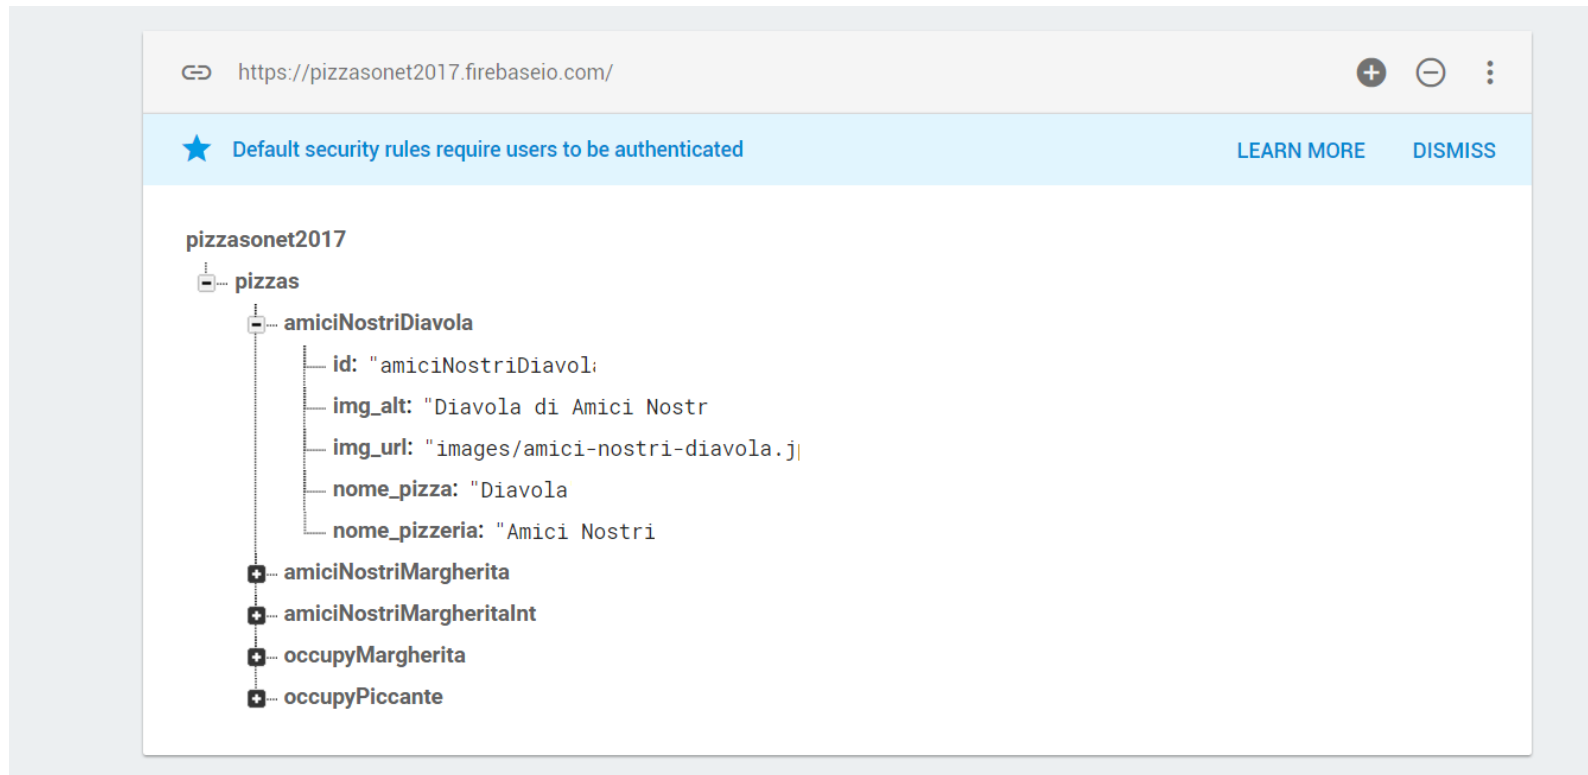 https://pizzasonet2017.firebaseio.com/
Default security rules require users to be authenticated LEARN MORE DISMISS
pizzasonet2017
pizzas
amiciNostriDiavola
id: "amiciNostriDiavol
img_alt: "Diavola di Amici Nostr
img_url: "images/amici-nostri-diavola.j
nome_pizza: "Diavola
nome_pizzeria: "Amici Nostri
amiciNostriMargherita
amiciNostriMargheritaInt
occupyMargherita
occupyPiccante